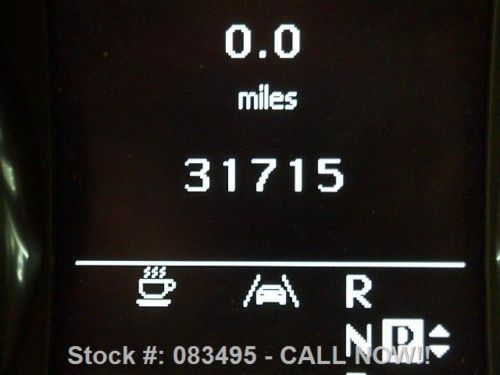 0.0
miles
31715
R
N D
Stock #: 083495 - CALL NOW!!